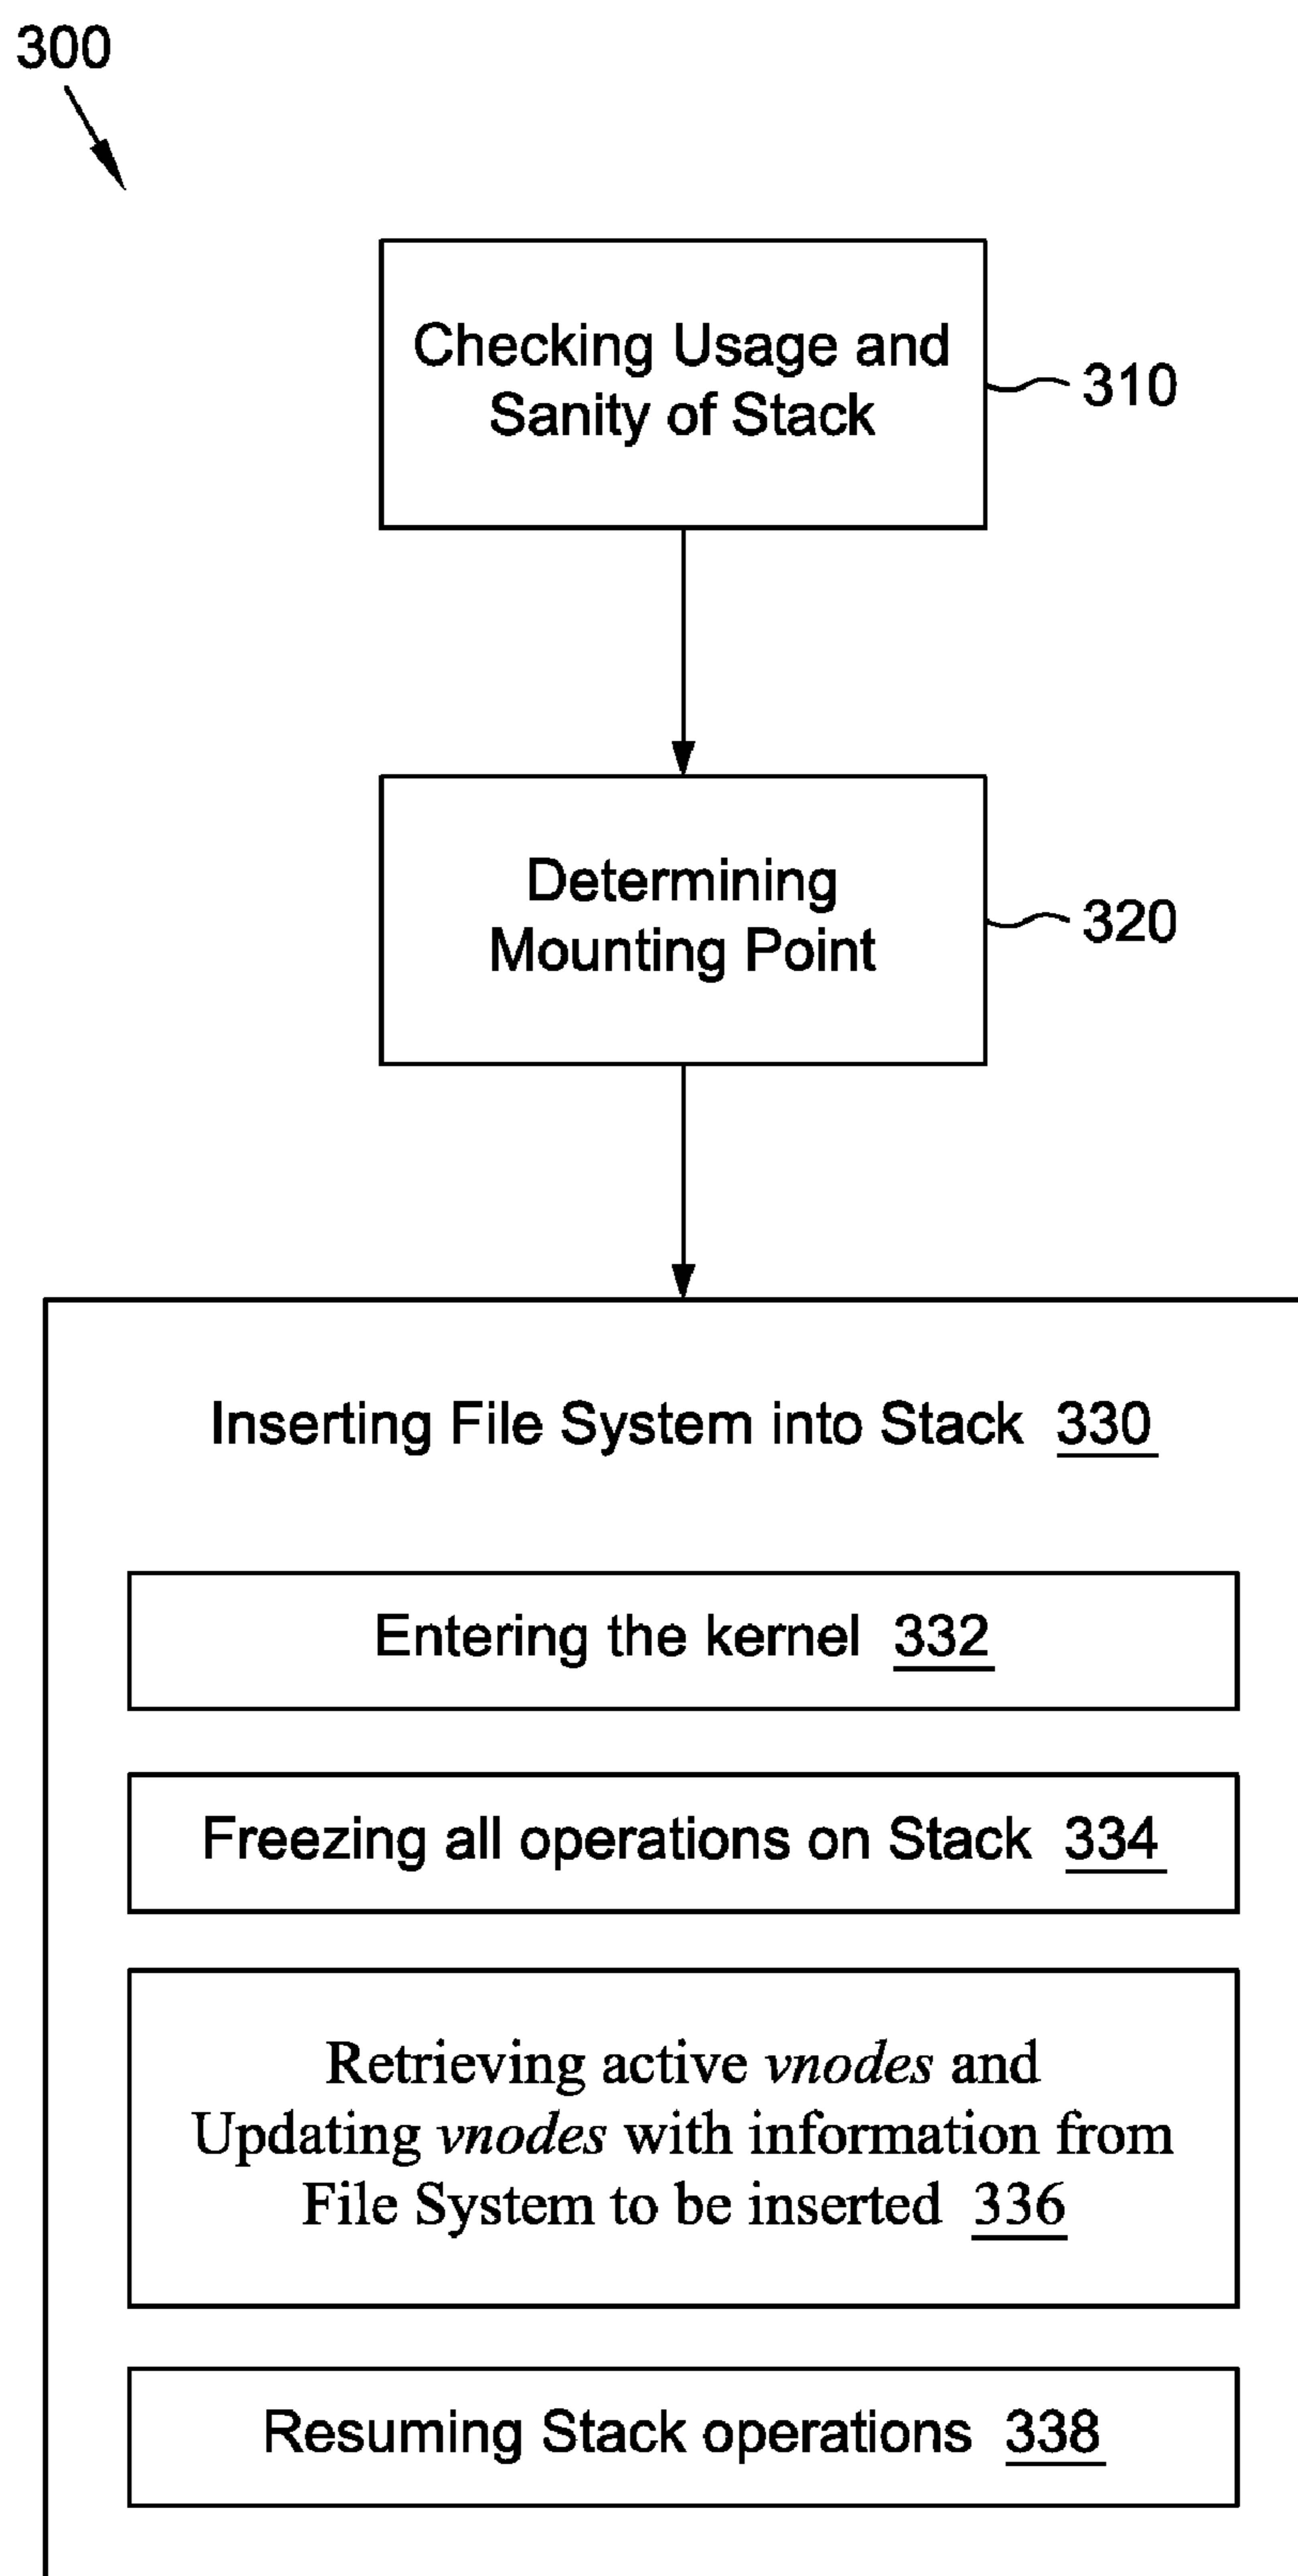 300
Checking Usage and
Sanity of Stack
310
Determining
Mounting Point
320
Inserting File System into Stack 330
Entering the kernel 332
Freezing all operations on Stack 334
Retrieving active vnodes and
Updating vnodes with information from
File System to be inserted 336
Resuming Stack operations 338